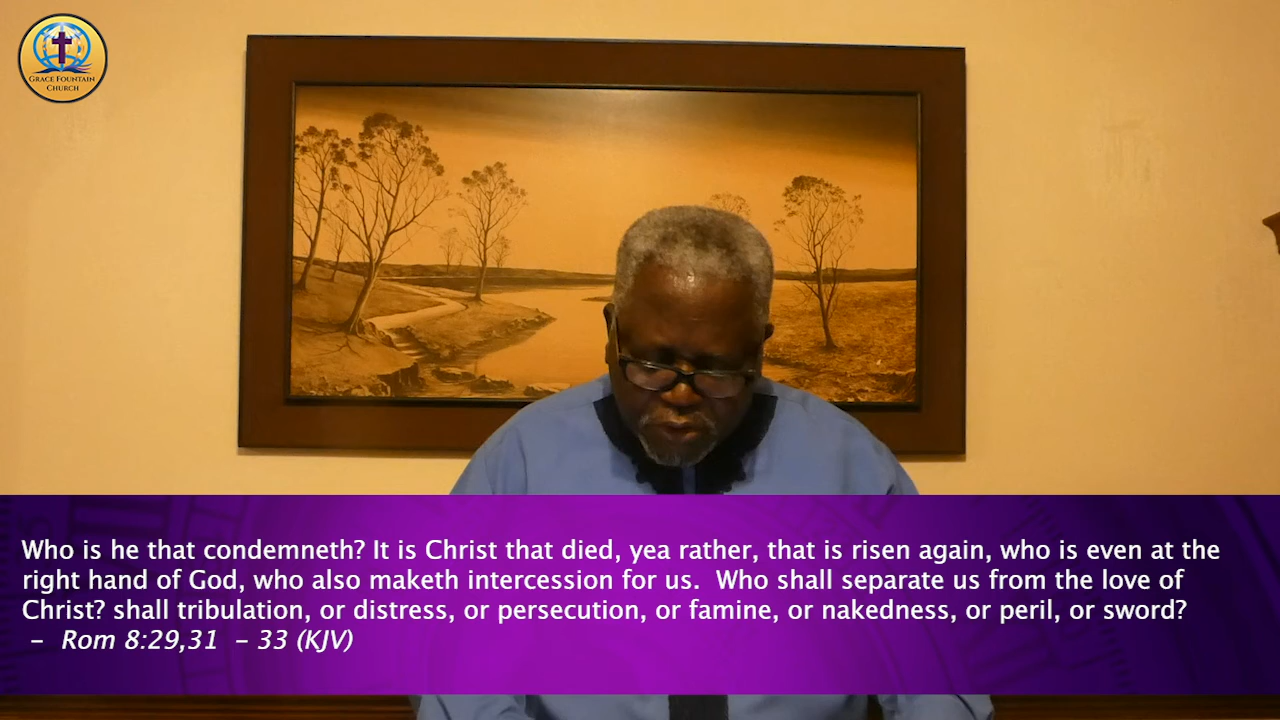 GRACE FOUNTAIN
CHURCH
Who is he that condemneth? It is Christ that died, yea rather, that is risen again, who is even at the
right hand of God, who also maketh intercession for us.  Who shall separate us from the love of
Christ? shall tribulation, or distress, or persecution, or famine, or nakedness, or peril, or sword?
–  Rom 8:29,31  – 33 (KJV)